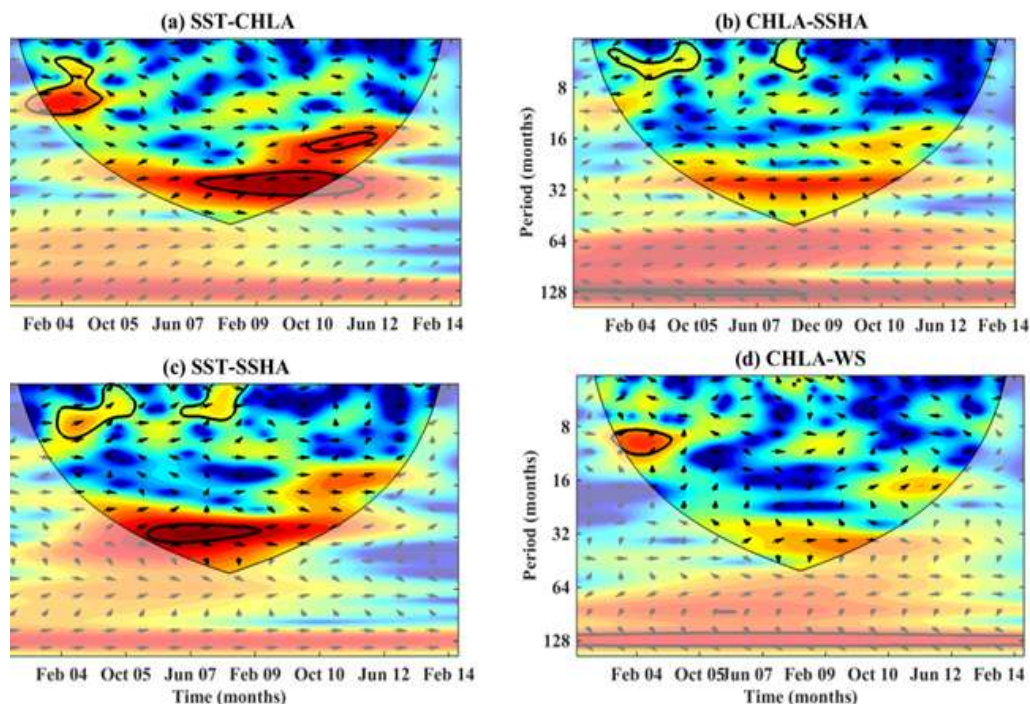 (a) SST-CHLA
(b) CHLA-SSHA
8
16
32
64
128
Period (months)
Feb 04 Oct 05 Jun 07 Feb 09 Oct 10 Jun 12 Feb 14
Feb 04 Oct05 Jun 07 Dec 09 Oct 10 Jun 12 Feb 14
(c) SST-SSHA
(d) CHLA-WS
8
16
32
64
128
Period (months)
Feb 04 Oct 05 Jun 07 Feb 09 Oct 10 Jun 12 Feb 14
Time (months)
Feb 04 Oct 05Jun 07 Feb 09 Oct 10 Jun 12 Feb 14
Time (months)